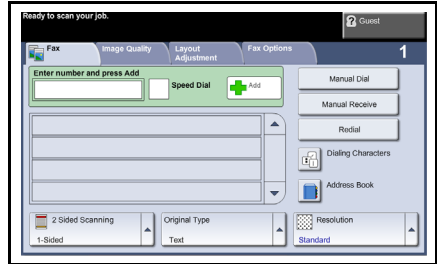 Ready to scan your job.
Guest
Fax
Image Quality
Layout
Adjustment
Fax Options
1
Enter number and press Add
Speed Dial
Add
Manual Dial
Manual Receive
Redial
Dialing Characters
Address Book
2 Sided Scanning
1-Sided
Original Type
Text
Resolution
Standard